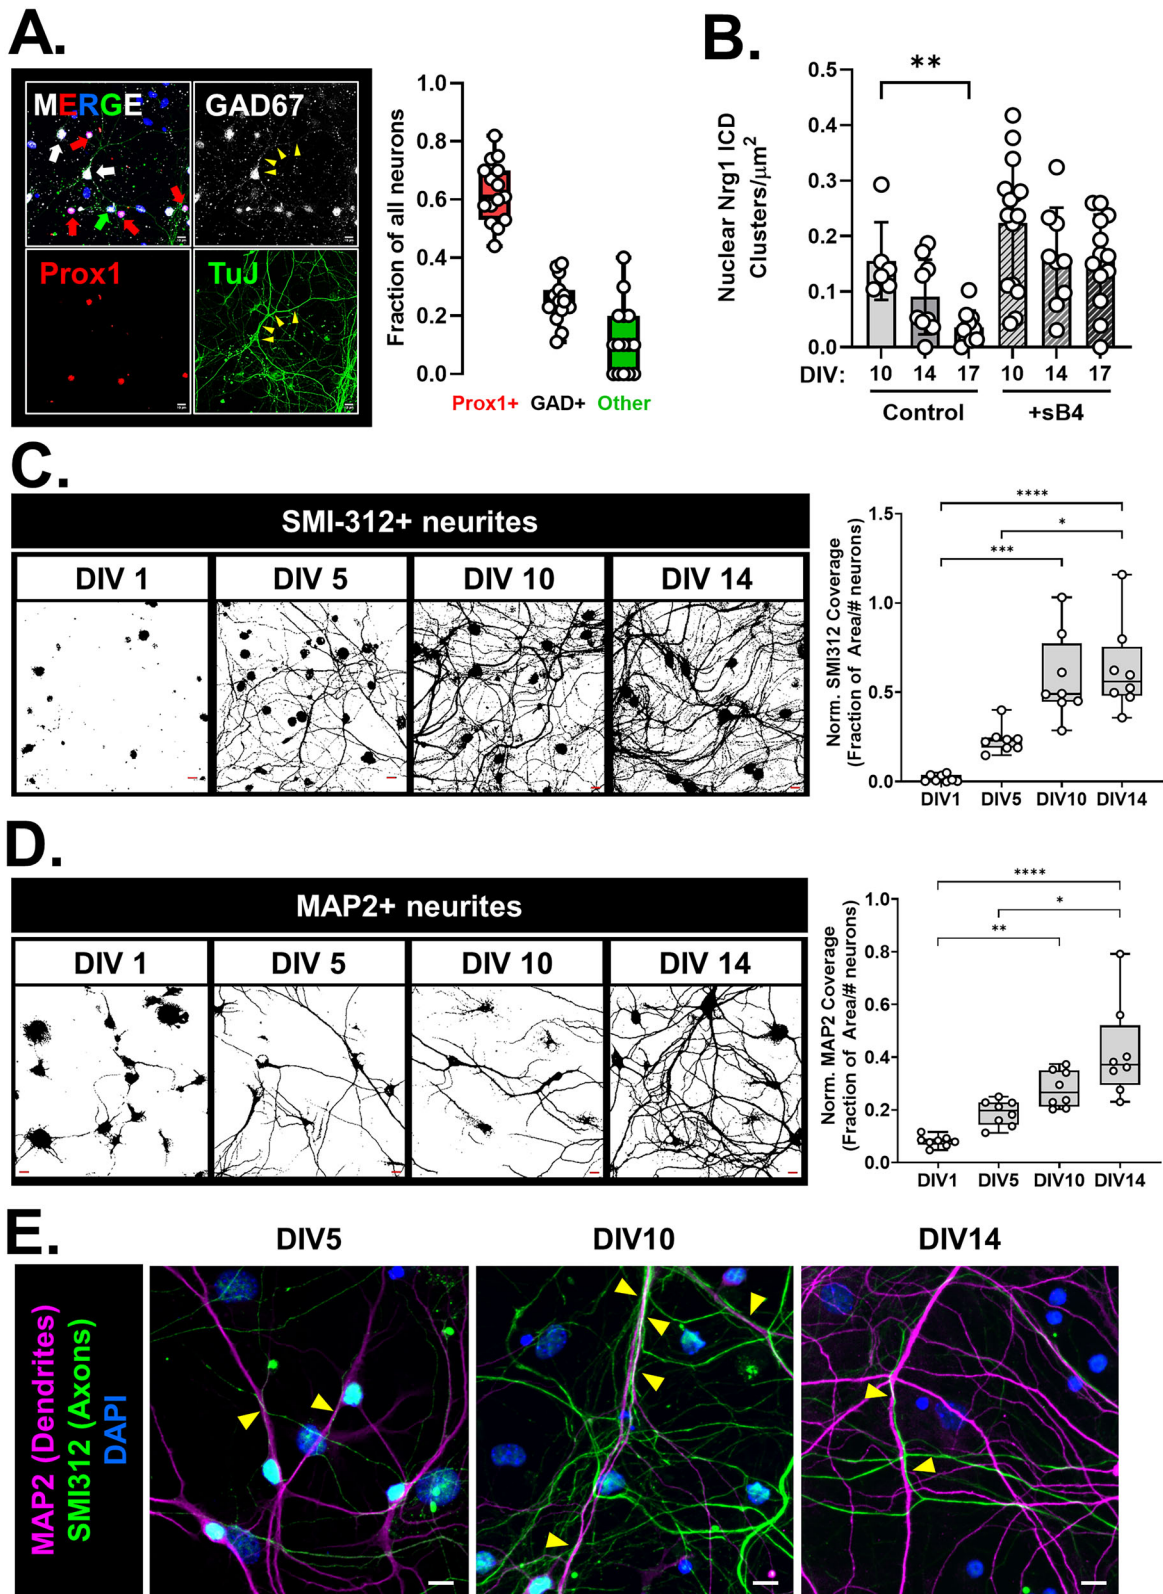 A.
MERGE
GAD67
Prox1
TuJ
Fraction of all neurons
1.0
0.8
0.6
0.4
0.2
0.0
Prox1+ GAD+ Other
B.
Nuclear Nrg1 ICD
Clusters/μm²
**
0.5
0.4
0.3
0.2
0.1
0.0
DIV: 10 14 17 10 14 17
Control +sB4
C.
SMI-312+ neurites
DIV 1 DIV 5 DIV 10 DIV 14
Norm. SMI312 Coverage
(Fraction of Area/# neurons)
****
*
***
1.5
1.0
0.5
0.0
DIV1 DIV5 DIV10 DIV14
D.
MAP2+ neurites
DIV 1 DIV 5 DIV 10 DIV 14
Norm. MAP2 Coverage
(Fraction of Area/# neurons)
****
*
**
1.0
0.8
0.6
0.4
0.2
0.0
DIV1 DIV5 DIV10 DIV14
E.
DIV5 DIV10 DIV14
MAP2 (Dendrites)
SMI312 (Axons)
DAPI